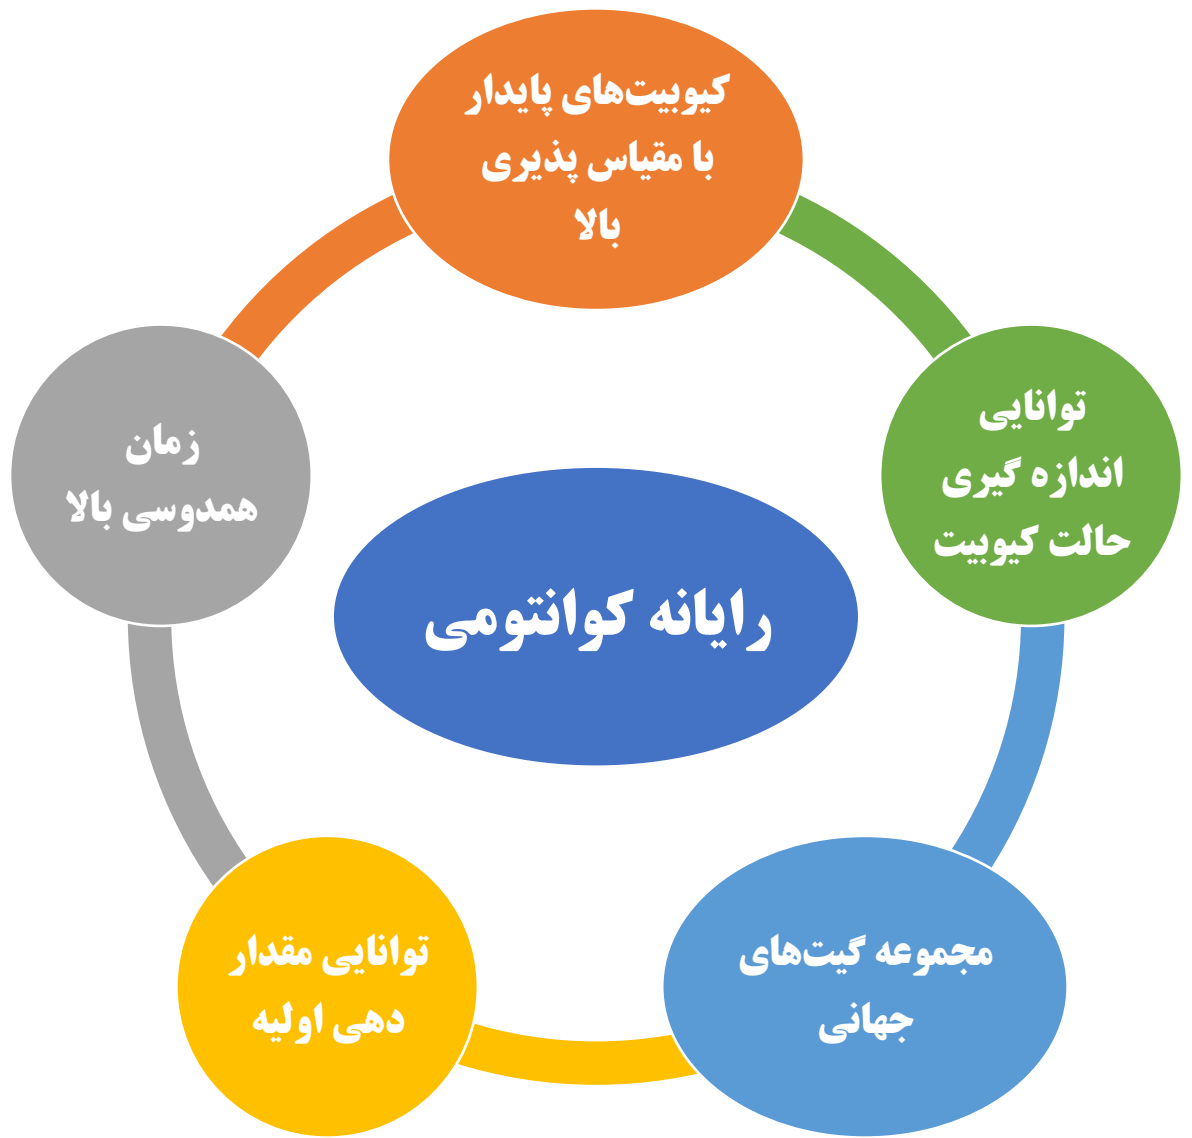 کیوبیت‌های پایدار
با مقیاس پذیری
بالا
توانایی
اندازه گیری
حالت کیوبیت
زمان
همدوسی بالا
رایانه کوانتومی
مجموعه گیت‌های
جهانی
توانایی مقدار
دهی اولیه